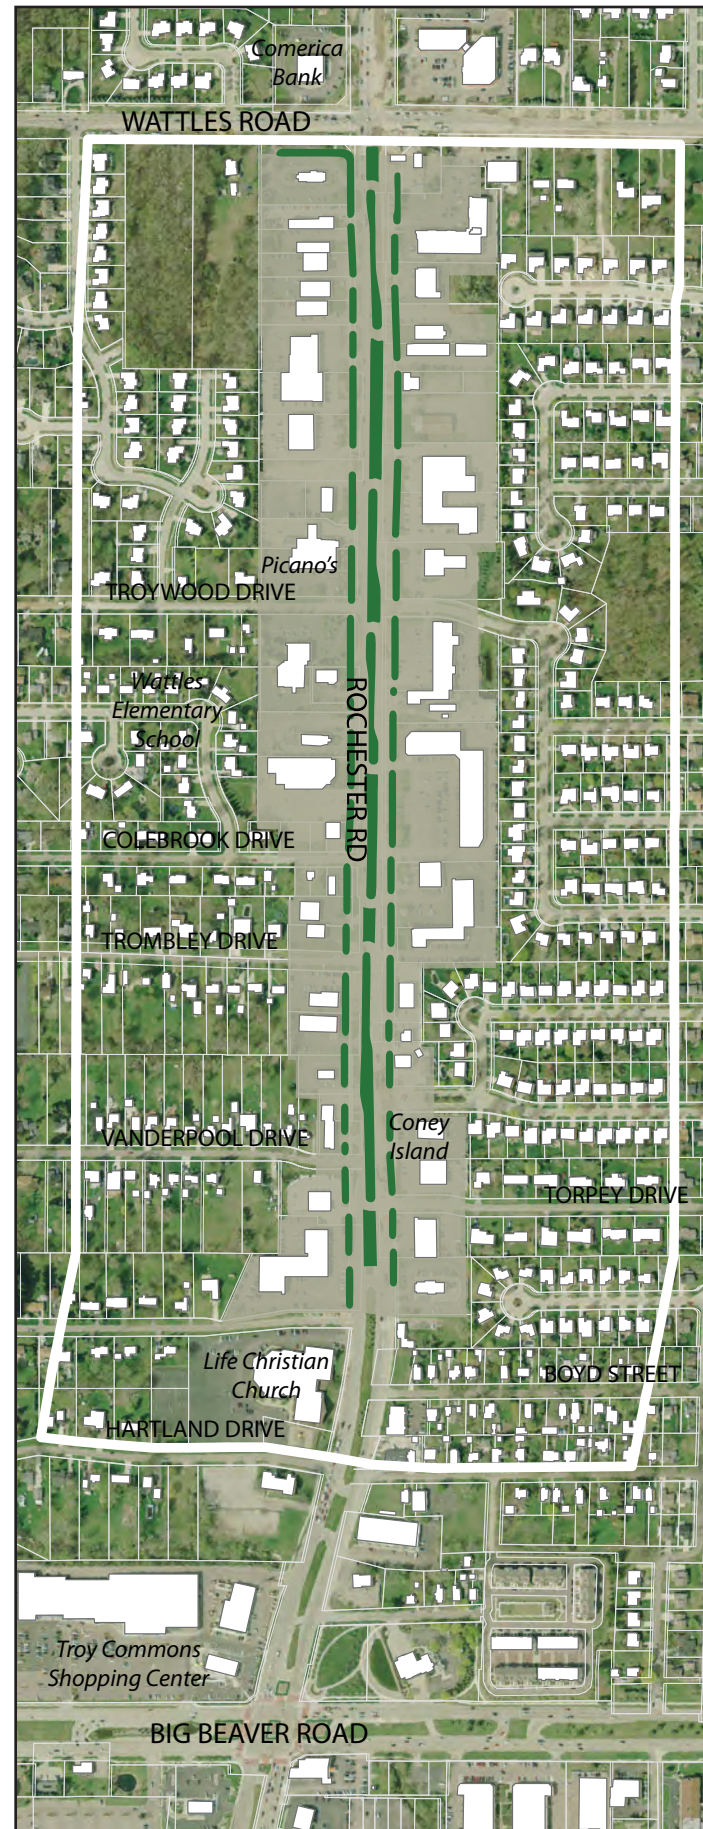 Comerica
Bank
WATTLES ROAD
Picano's
TROYWOOD DRIVE
Wattles
Elementary
School
ROCHESTER RD
COLEBROOK DRIVE
TROMBLEY DRIVE
Coney
Island
VANDERPOOL DRIVE
TORPEY DRIVE
Life Christian
Church
BOYD STREET
HARTLAND DRIVE
Troy Commons
Shopping Center
BIG BEAVER ROAD